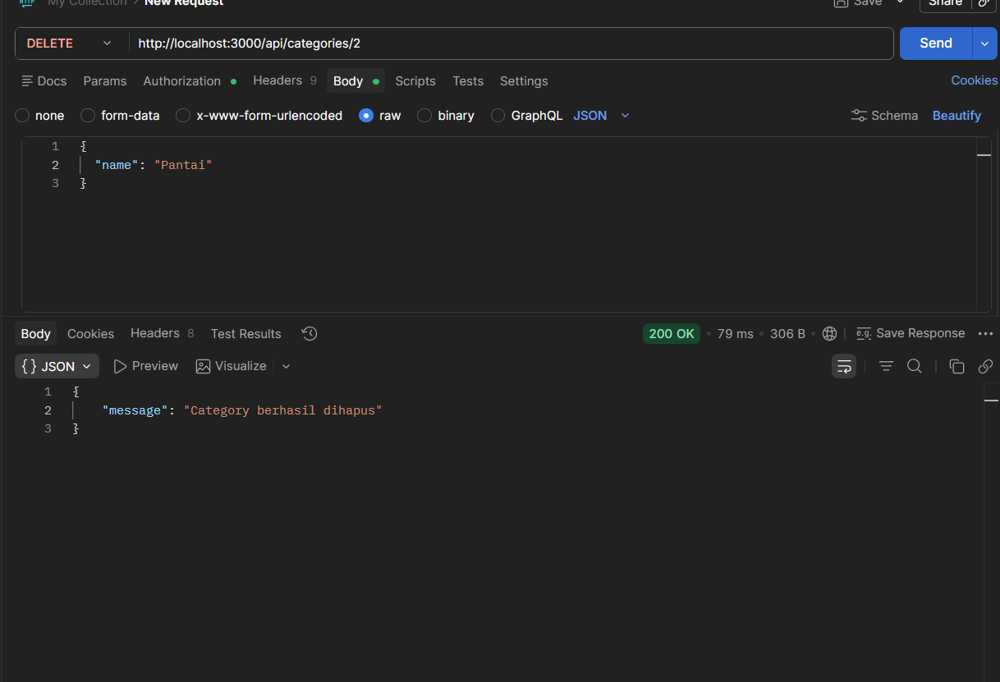 HTTP My Collection > New Request Save Share
DELETE http://localhost:3000/api/categories/2 Send
Docs Params Authorization Headers 9 Body Scripts Tests Settings Cookies
none form-data x-www-form-urlencoded raw binary GraphQL JSON Schema Beautify
1 {
2 "name": "Pantai"
3 }
Body Cookies Headers 8 Test Results 200 OK • 79 ms • 306 B • e.g. Save Response
{} JSON Preview Visualize
1 {
2 "message": "Category berhasil dihapus"
3 }